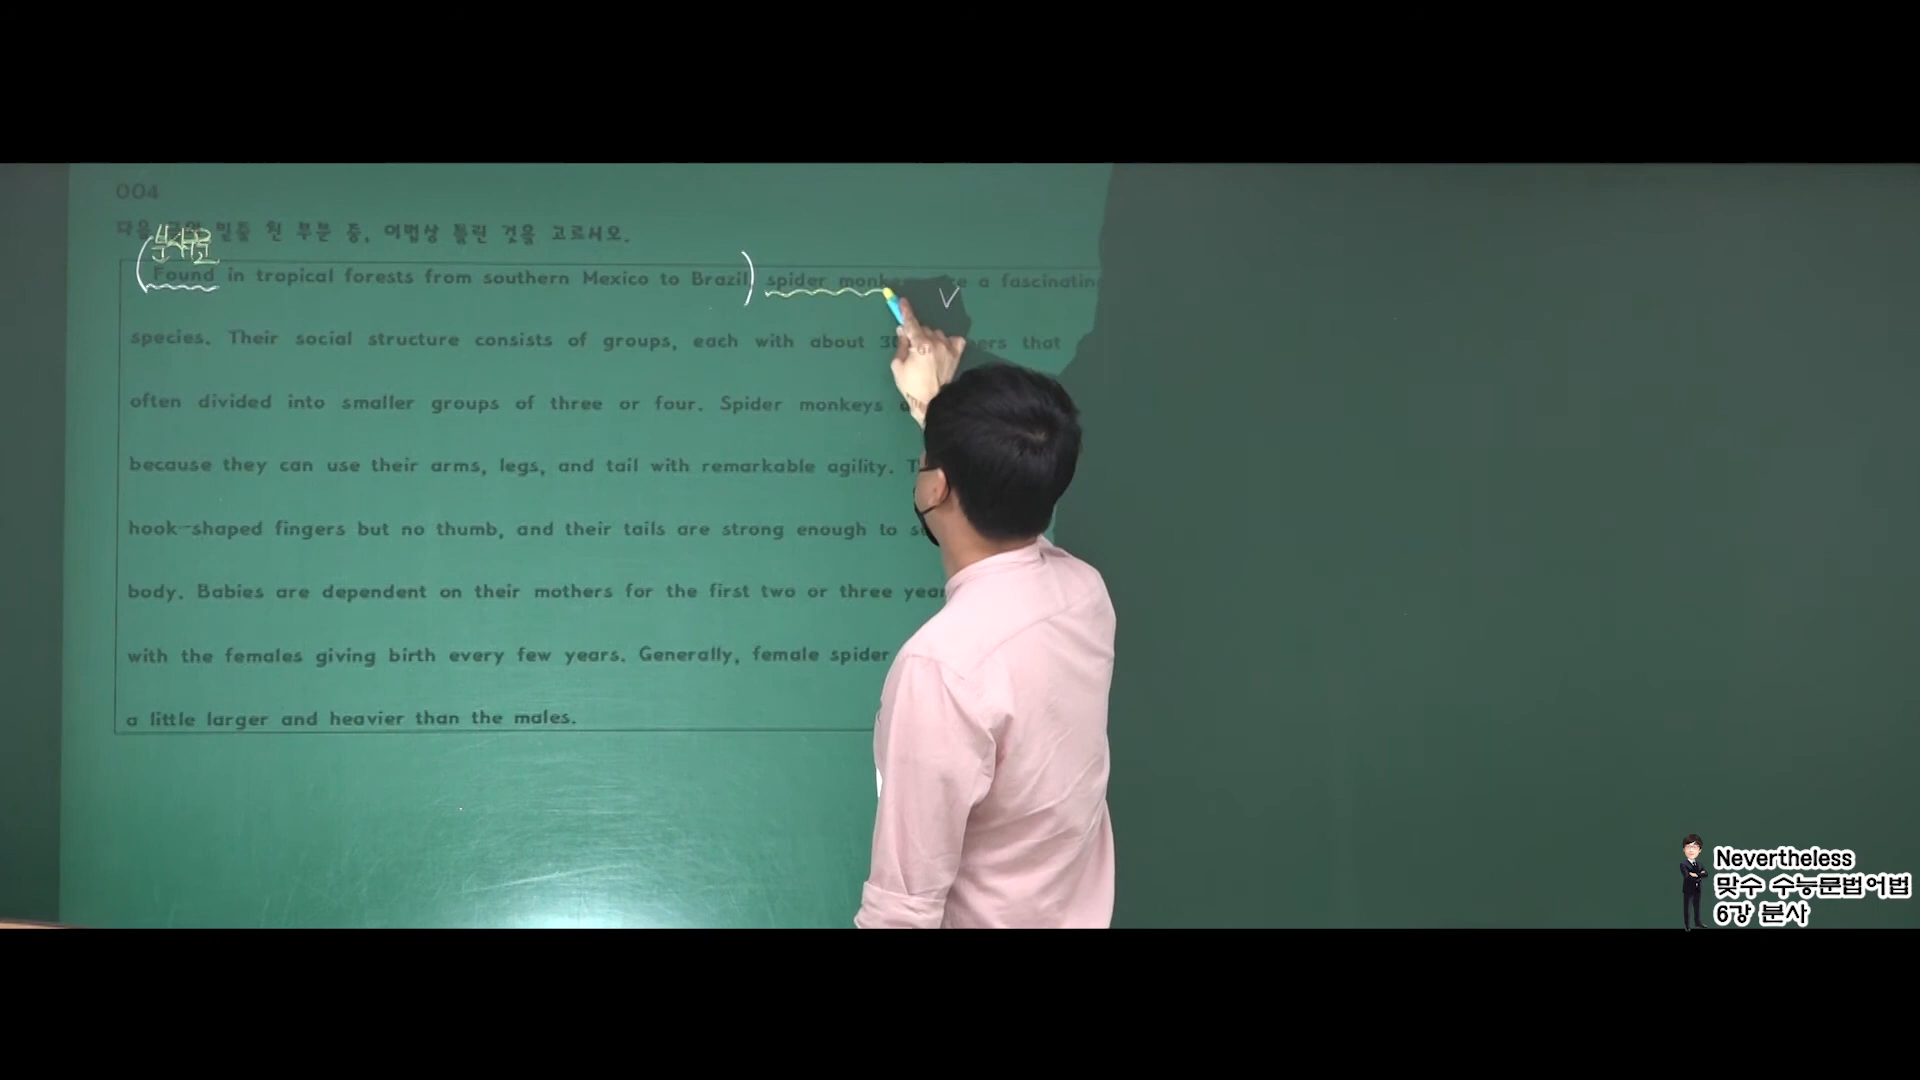 004
다음 글의 밑줄 친 부분 중, 어법상 틀린 것을 고르시오.
분사구문
(Found in tropical forests from southern Mexico to Brazil) spider a fascinating
V
species. Their social structure consists of groups, each with about that
often divided into smaller groups of three or four. Spider monkeys
because they can use their arms, legs, and tail with remarkable agility.
hook-shaped fingers but no thumb, and their tails are strong enough to
body. Babies are dependent on their mothers for the first two or three
with the females giving birth every few years. Generally, female spider
a little larger and heavier than the males.
Nevertheless
맞수 수능문법어법
6강 분사